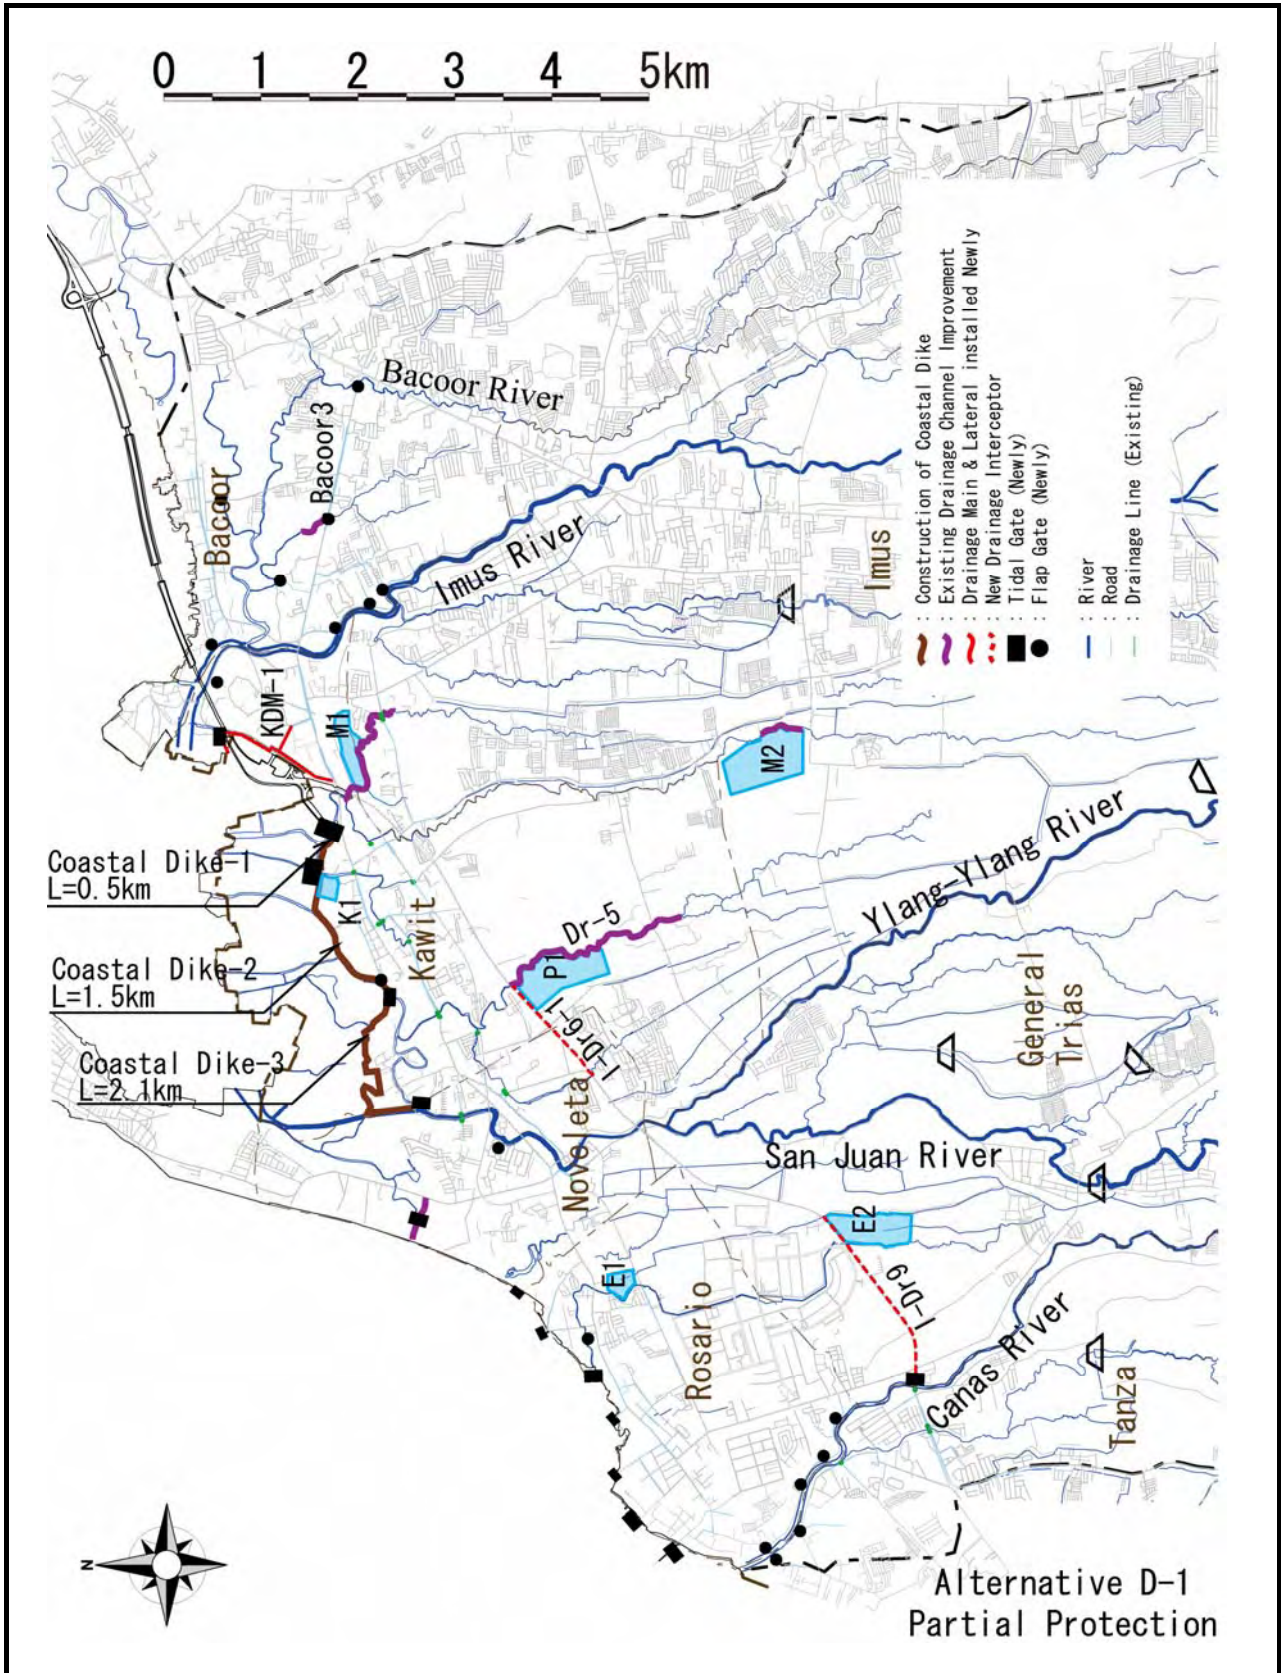 0 1 2 3 4 5km
Bacoor River
Bacoor3
Bacoor
Imus River
Imus
: Construction of Coastal Dike
: Existing Drainage Channel Improvement
: Drainage Main & Lateral installed Newly
: New Drainage Interceptor
: Tidal Gate (Newly)
: Flap Gate (Newly)
: River
: Road
: Drainage Line (Existing)
KDM-1
M1
M2
Coastal Dike-1
L=0.5km
K1
Kawit
Ylang-Ylang River
Dr-5
P1
Coastal Dike-2
L=1.5km
I-Dr6-1
General
Trias
Coastal Dike-3
L=2.1km
Noveleta
San Juan River
E2
E1
I-Dr9
Rosario
Canas River
Tanza
N
Alternative D-1
Partial Protection